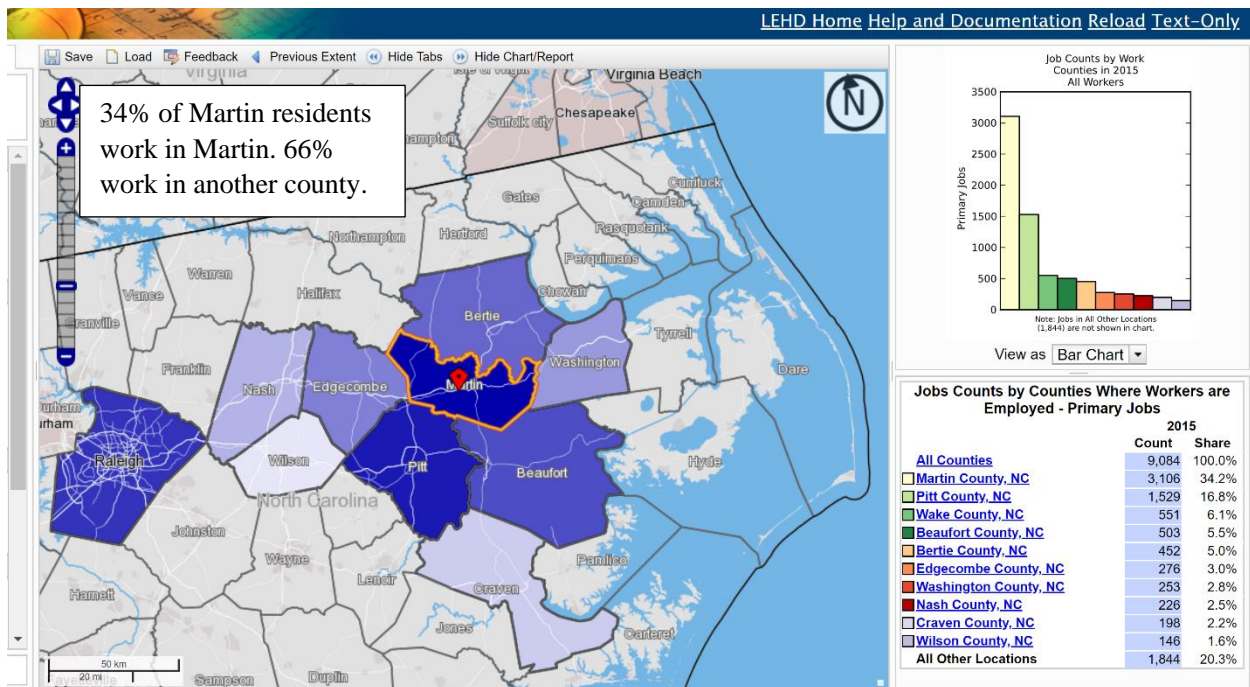 LEHD Home Help and Documentation Reload Text-Only
Save Load Feedback Previous Extent Hide Tabs Hide Chart/Report
34% of Martin residents
work in Martin. 66%
work in another county.
Virginia
Virginia Beach
Suffolk city
Chesapeake
N
Gates
Currituck
Camden
Pasquotank
Northampton
Hertford
Perquimans
Warren
Vance
Halifax
Chowan
Granville
Bertie
Tyrrell
Franklin
Washington
Dare
Nash
Edgecombe
Martin
Durham
Raleigh
Wilson
Pitt
Beaufort
Hyde
North Carolina
Johnston
Wayne
Pamlico
Lenoir
Craven
Harnett
Jones
Carteret
50 km
20 mi
Fayetteville
Sampson
Duplin
Job Counts by Work
Counties in 2015
All Workers
Primary Jobs
3500
3000
2500
2000
1500
1000
500
0
Note: Jobs in All Other Locations
(1,844) are not shown in chart.
View as Bar Chart
Jobs Counts by Counties Where Workers are
Employed - Primary Jobs
2015
Count Share
All Counties 9,084 100.0%
Martin County, NC 3,106 34.2%
Pitt County, NC 1,529 16.8%
Wake County, NC 551 6.1%
Beaufort County, NC 503 5.5%
Bertie County, NC 452 5.0%
Edgecombe County, NC 276 3.0%
Washington County, NC 253 2.8%
Nash County, NC 226 2.5%
Craven County, NC 198 2.2%
Wilson County, NC 146 1.6%
All Other Locations 1,844 20.3%